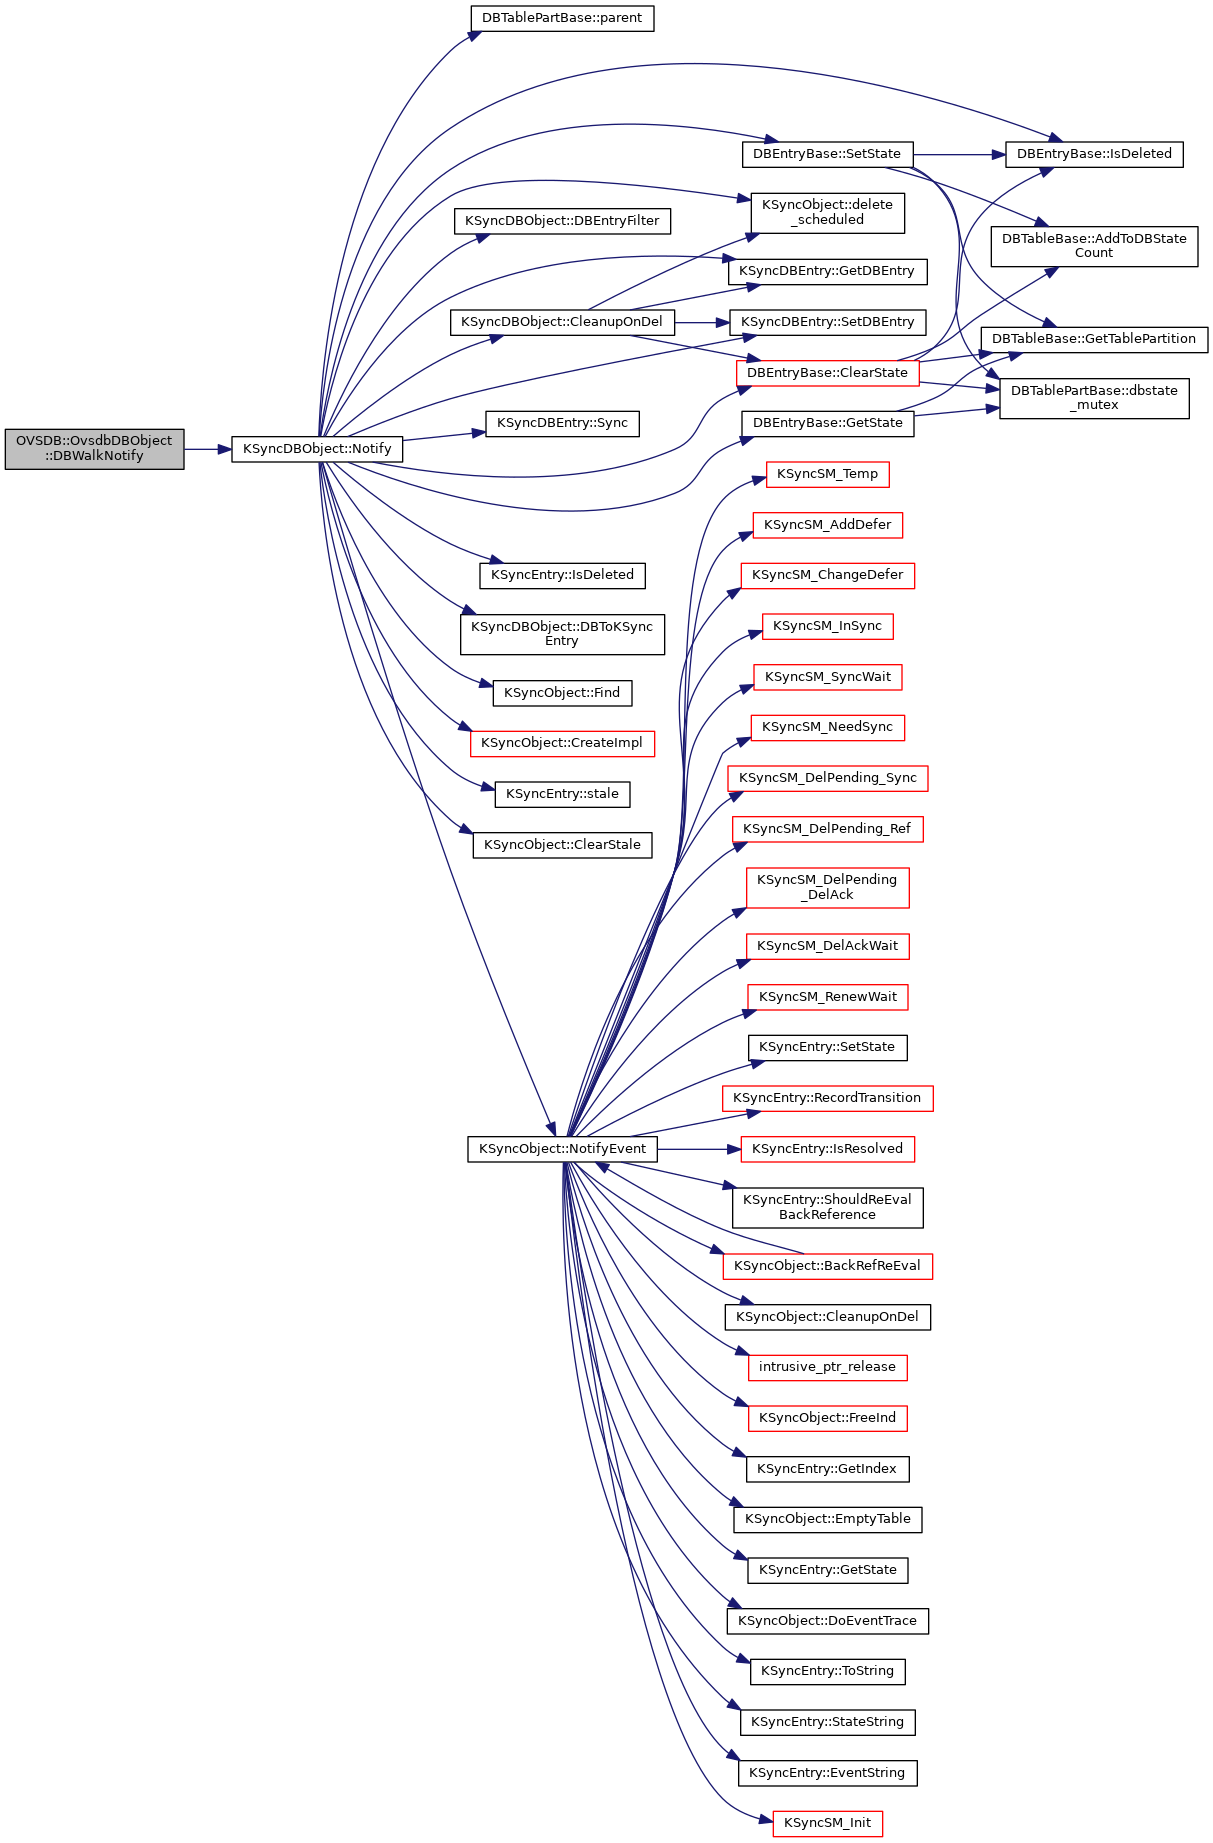 DBTablePartBase::parent
DBEntryBase::SetState
DBEntryBase::IsDeleted
KSyncObject::delete
_scheduled
KSyncDBObject::DBEntryFilter
DBTableBase::AddToDBState
Count
KSyncDBEntry::GetDBEntry
KSyncDBObject::CleanupOnDel
KSyncDBEntry::SetDBEntry
DBTableBase::GetTablePartition
DBEntryBase::ClearState
DBTablePartBase::dbstate
_mutex
KSyncDBEntry::Sync
DBEntryBase::GetState
OVSDB::OvsdbDBObject
::DBWalkNotify
KSyncDBObject::Notify
KSyncSM_Temp
KSyncSM_AddDefer
KSyncEntry::IsDeleted
KSyncSM_ChangeDefer
KSyncDBObject::DBToKSync
Entry
KSyncSM_InSync
KSyncObject::Find
KSyncSM_SyncWait
KSyncObject::CreateImpl
KSyncSM_NeedSync
KSyncEntry::stale
KSyncSM_DelPending_Sync
KSyncObject::ClearStale
KSyncSM_DelPending_Ref
KSyncSM_DelPending
_DelAck
KSyncSM_DelAckWait
KSyncSM_RenewWait
KSyncEntry::SetState
KSyncEntry::RecordTransition
KSyncObject::NotifyEvent
KSyncEntry::IsResolved
KSyncEntry::ShouldReEval
BackReference
KSyncObject::BackRefReEval
KSyncObject::CleanupOnDel
intrusive_ptr_release
KSyncObject::FreeInd
KSyncEntry::GetIndex
KSyncObject::EmptyTable
KSyncEntry::GetState
KSyncObject::DoEventTrace
KSyncEntry::ToString
KSyncEntry::StateString
KSyncEntry::EventString
KSyncSM_Init